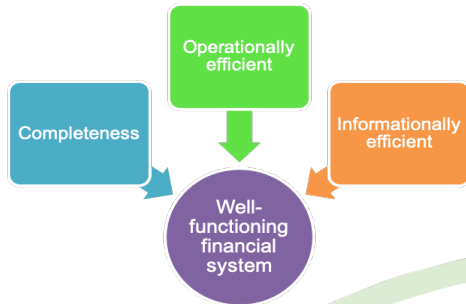 Operationally
efficient
Completeness
Informationally
efficient
Well-
functioning
financial
system